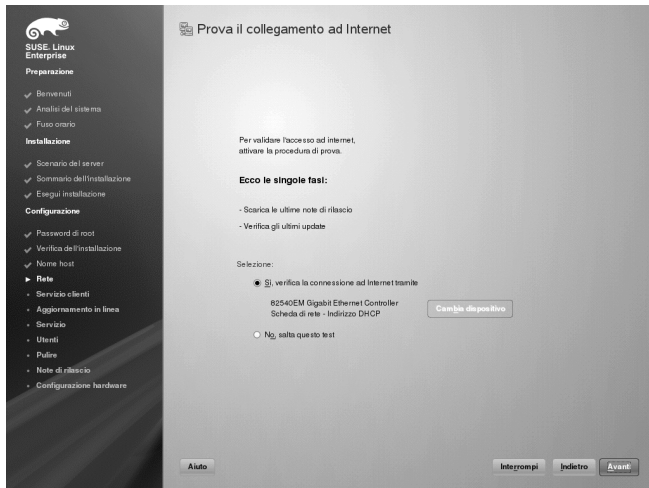 SUSE. Linux
Enterprise
Preparazione
Benvenuti
Analisi del sistema
Fuso orario
Installazione
Scenario del server
Sommario dell'installazione
Esegui installazione
Configurazione
Password di root
Verifica dell'installazione
Nome host
Rete
Servizio clienti
Aggiornamento in linea
Servizio
Utenti
Pulire
Note di rilascio
Configurazione hardware
Prova il collegamento ad Internet
Per validare l'accesso ad internet,
attivare la procedura di prova.
Ecco le singole fasi:
- Scarica le ultime note di rilascio
- Verifica gli ultimi update
Selezione:
Sì, verifica la connessione ad Internet tramite
82540EM Gigabit Ethernet Controller
Scheda di rete - Indirizzo DHCP
Cambia dispositivo
No, salta questo test
Aiuto
Interrompi
Indietro
Avanti